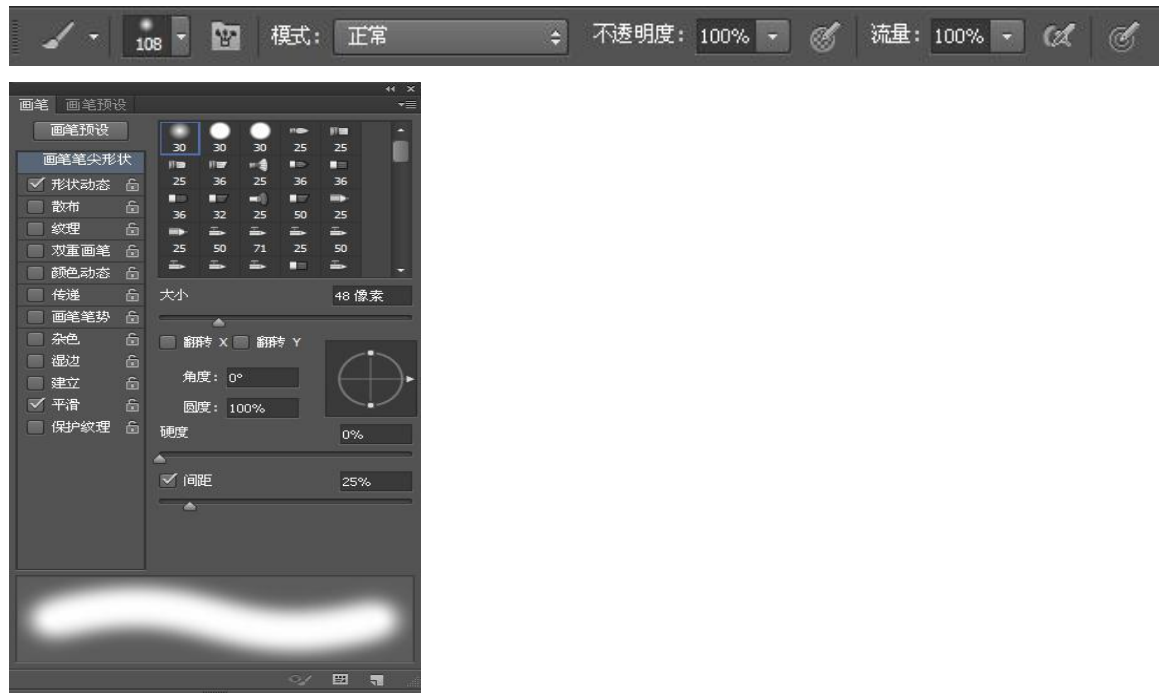 108 模式： 正常 不透明度： 100% 流量： 100%
画笔 画笔预设
画笔预设
30 30 30 25 25
画笔笔尖形状
25 36 25 36 36
形状动态
散布
36 32 25 50 25
纹理
双重画笔
25 50 71 25 50
颜色动态
传递
大小 48 像素
画笔笔势
杂色
翻转 X 翻转 Y
湿边
建立
角度： 0°
平滑
圆度： 100%
保护纹理
硬度 0%
间距 25%